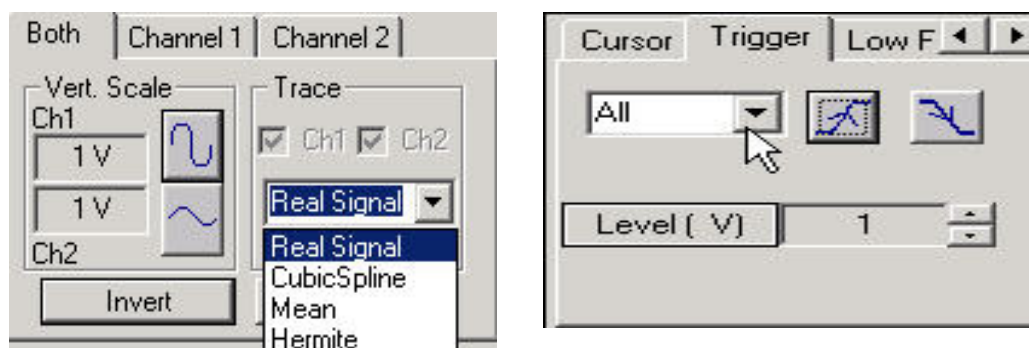 Both Channel 1 Channel 2
Vert. Scale
Ch1
1 V
1 V
Ch2
Invert
Trace
Ch1 Ch2
Real Signal
Real Signal
CubicSpline
Mean
Hermite
Cursor Trigger Low F
All
Level ( V) 1